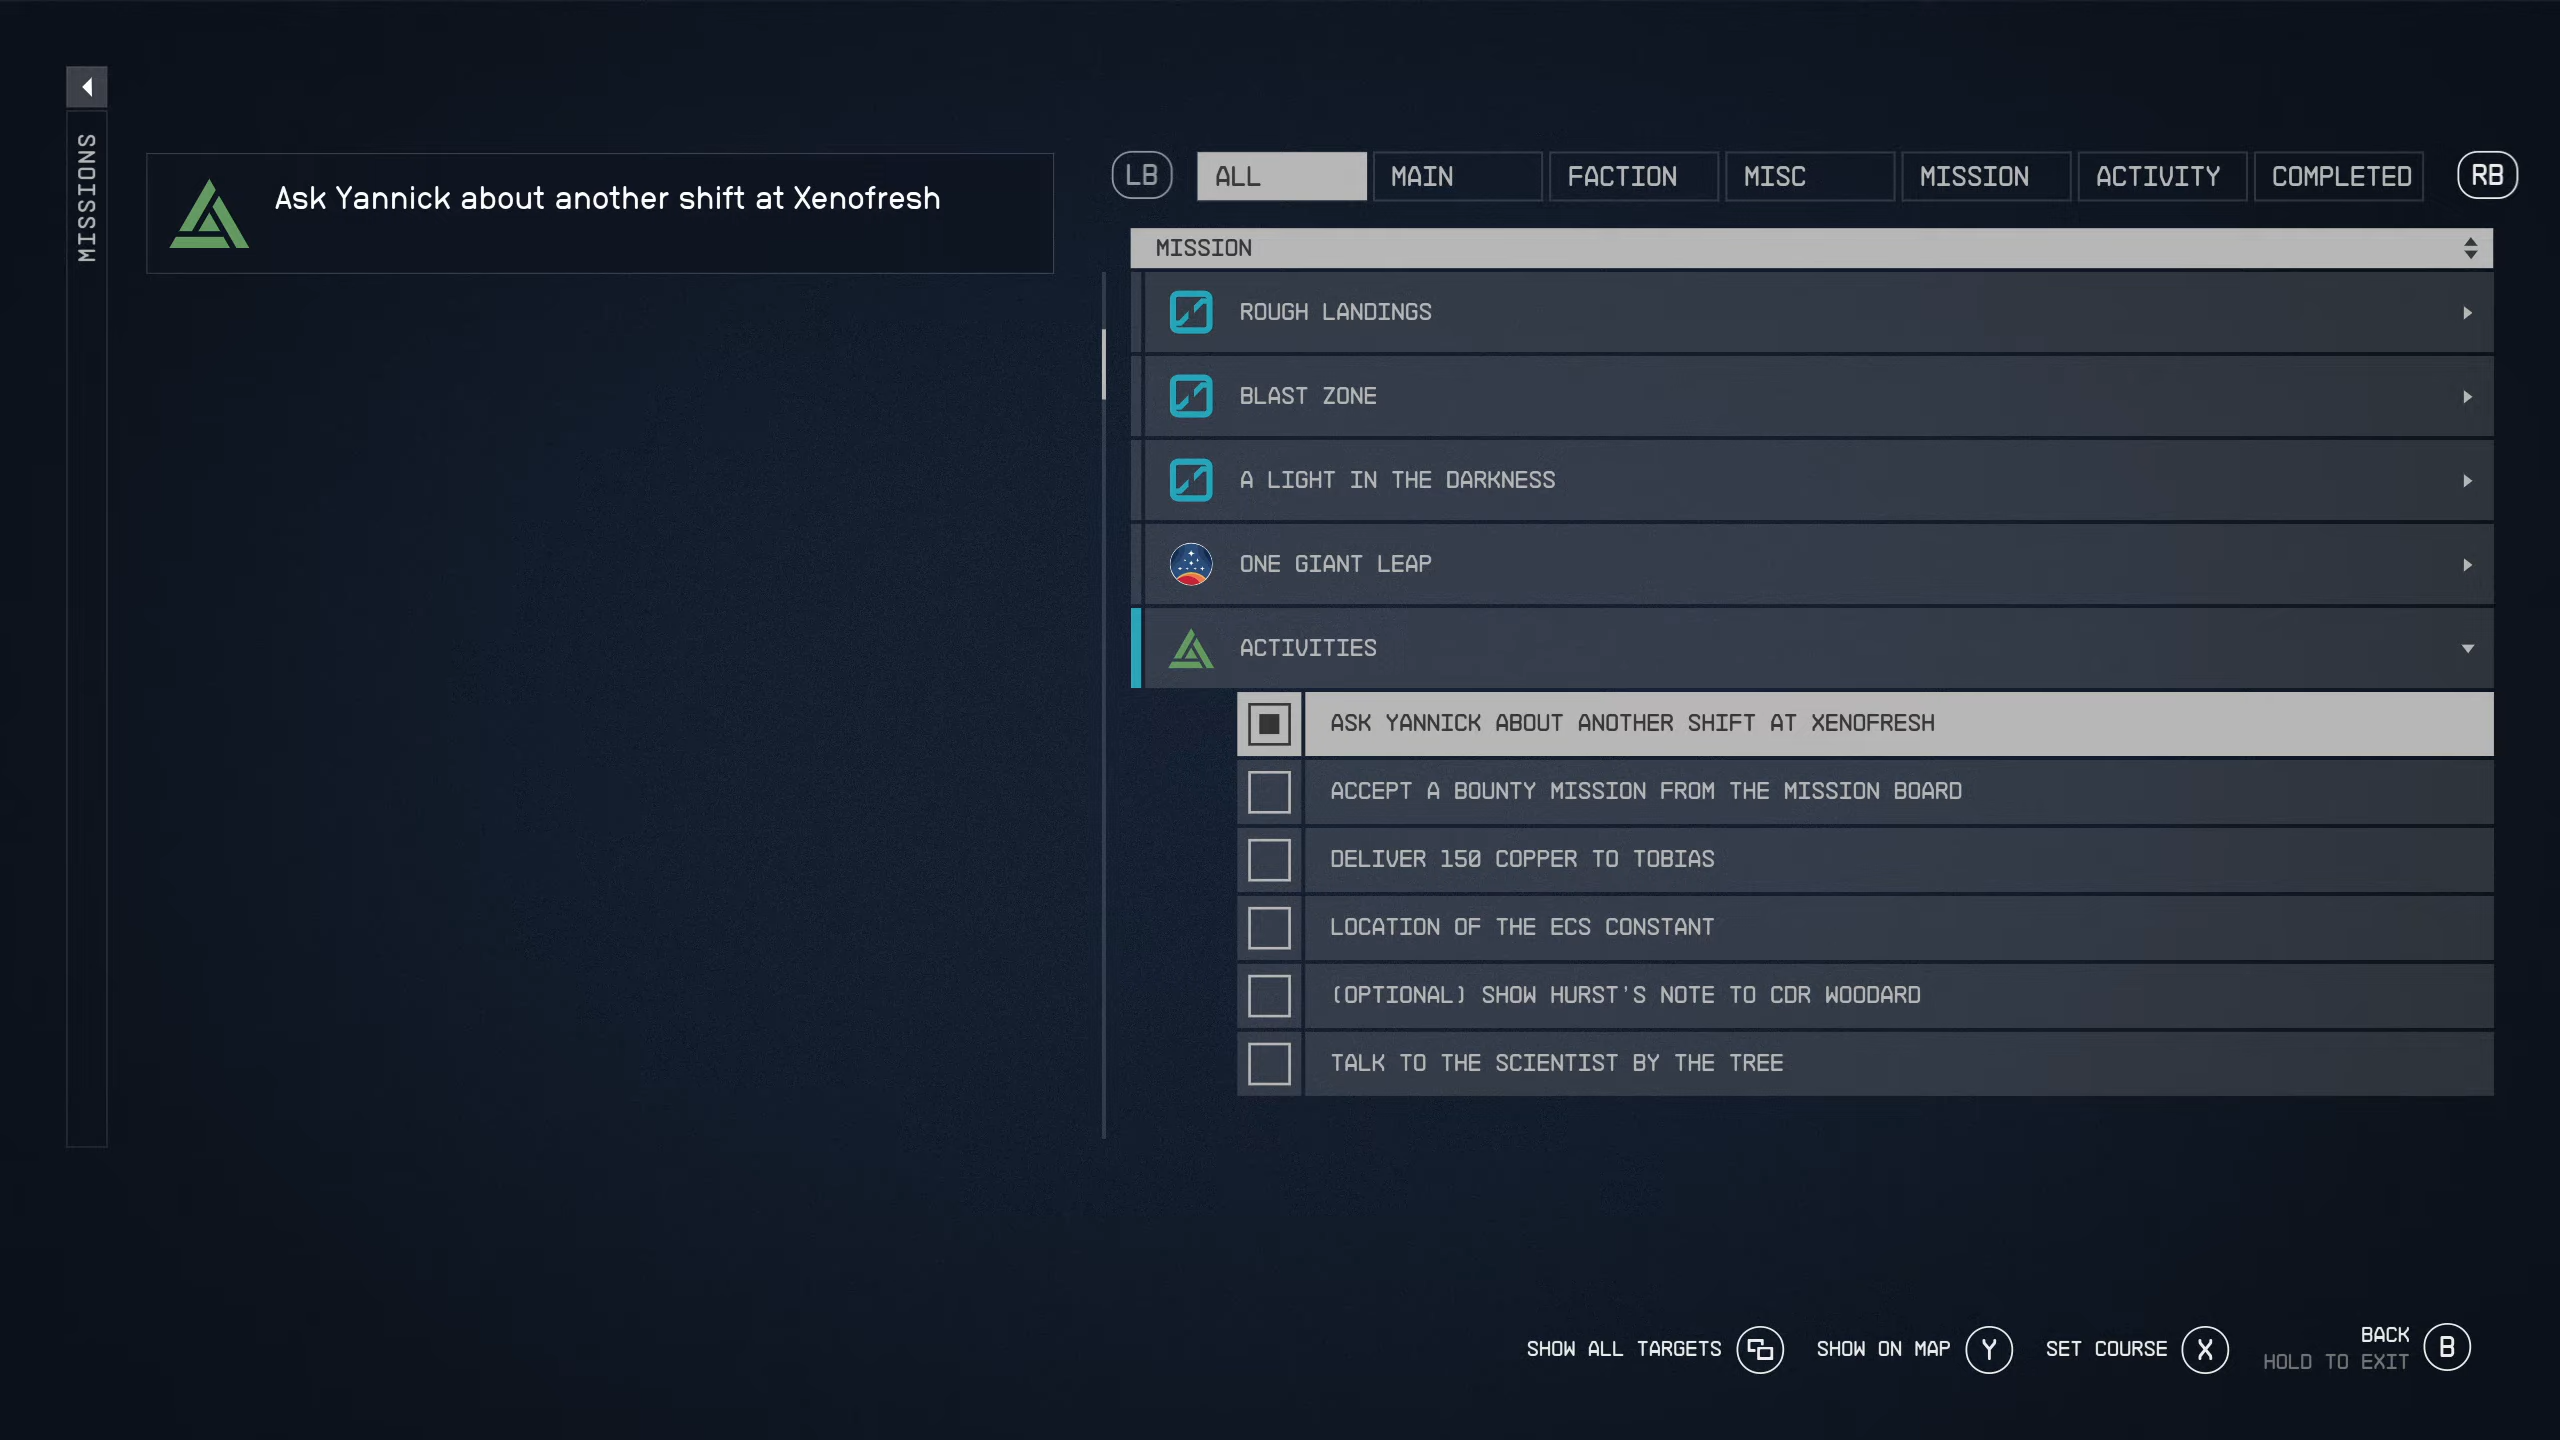 MISSIONS
Ask Yannick about another shift at Xenofresh
LB
ALL
MAIN
FACTION
MISC
MISSION
ACTIVITY
COMPLETED
RB
MISSION
ROUGH LANDINGS
BLAST ZONE
A LIGHT IN THE DARKNESS
ONE GIANT LEAP
ACTIVITIES
ASK YANNICK ABOUT ANOTHER SHIFT AT XENOFRESH
ACCEPT A BOUNTY MISSION FROM THE MISSION BOARD
DELIVER 150 COPPER TO TOBIAS
LOCATION OF THE ECS CONSTANT
(OPTIONAL) SHOW HURST'S NOTE TO CDR WOODARD
TALK TO THE SCIENTIST BY THE TREE
SHOW ALL TARGETS
SHOW ON MAP Y
SET COURSE X
BACK B
HOLD TO EXIT